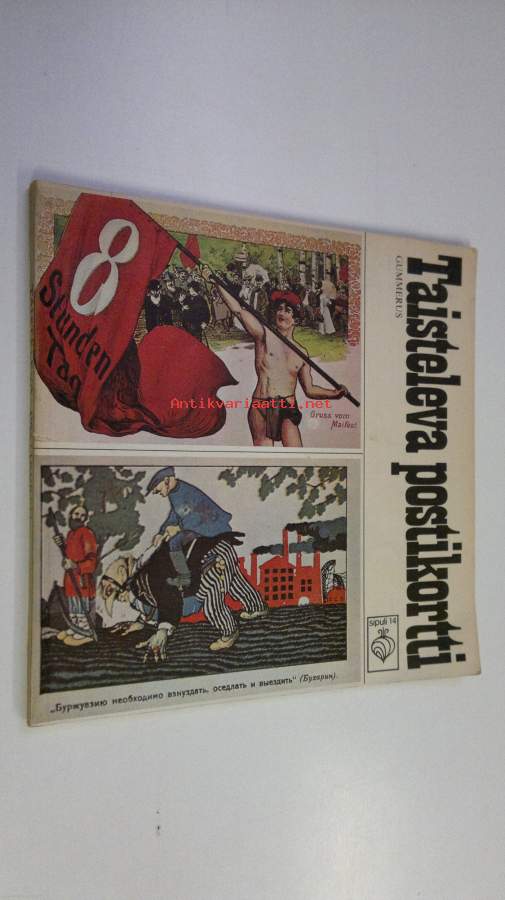 Taisteleva postikortti
GUMMERUS
8
Stunden
Tag
Gruss vom
Maifest
Antikvariaatti.net
sipuli 14
„Буржуазию необходимо взнуздать, оседлать и выездить“ (Бухарин).